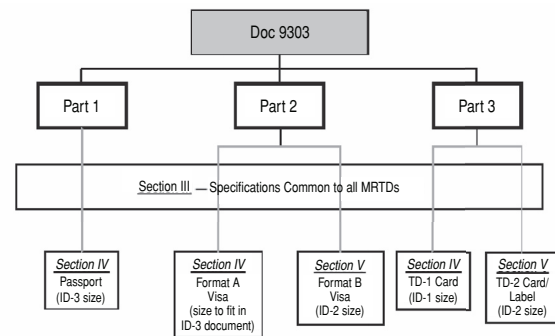 Doc 9303
Part 1
Part 2
Part 3
Section III — Specifications Common to all MRTDs
Section IV
Passport
(ID-3 size)
Section IV
Format A
Visa
(size to fit in
ID-3 document)
Section V
Format B
Visa
(ID-2 size)
Section IV
TD-1 Card
(ID-1 size)
Section V
TD-2 Card/
Label
(ID-2 size)